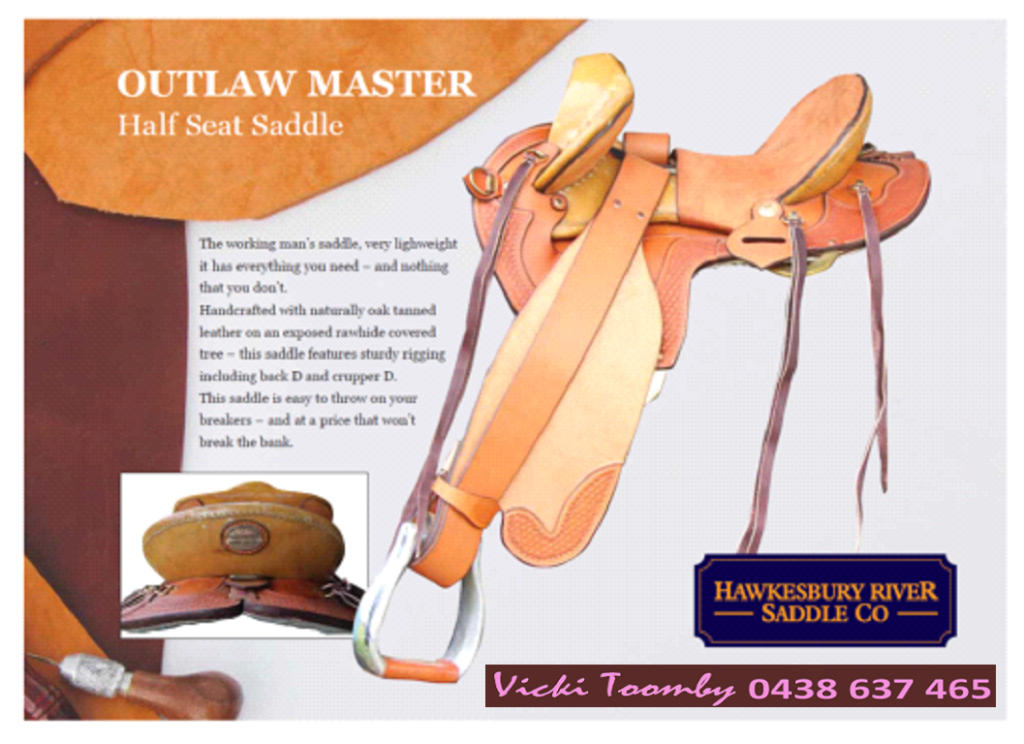 OUTLAW MASTER
Half Seat Saddle
The working man's saddle, very lighweight
it has everything you need – and nothing
that you don't.
Handcrafted with naturally oak tanned
leather on an exposed rawhide covered
tree – this saddle features sturdy rigging
including back D and crupper D.
This saddle is easy to throw on your
breakers – and at a price that won't
break the bank.
HAWKESBURY RIVER
SADDLE CO
Vicki Toomby 0438 637 465